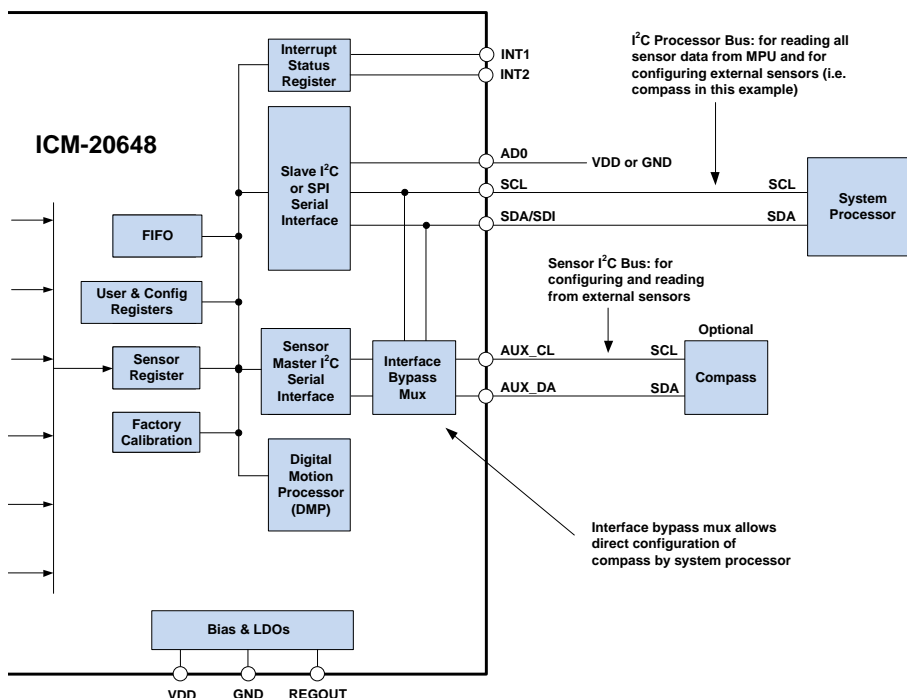 ICM-20648
Interrupt
Status
Register
INT1
INT2
I²C Processor Bus: for reading all
sensor data from MPU and for
configuring external sensors (i.e.
compass in this example)
Slave I²C
or SPI
Serial
Interface
AD0
VDD or GND
SCL
SCL
SDA/SDI
SDA
System
Processor
FIFO
User & Config
Registers
Sensor
Register
Factory
Calibration
Sensor I²C Bus: for
configuring and reading
from external sensors
Sensor
Master I²C
Serial
Interface
Interface
Bypass
Mux
AUX_CL
SCL
AUX_DA
SDA
Optional
Compass
Digital
Motion
Processor
(DMP)
Interface bypass mux allows
direct configuration of
compass by system processor
Bias & LDOs
VDD
GND
REGOUT